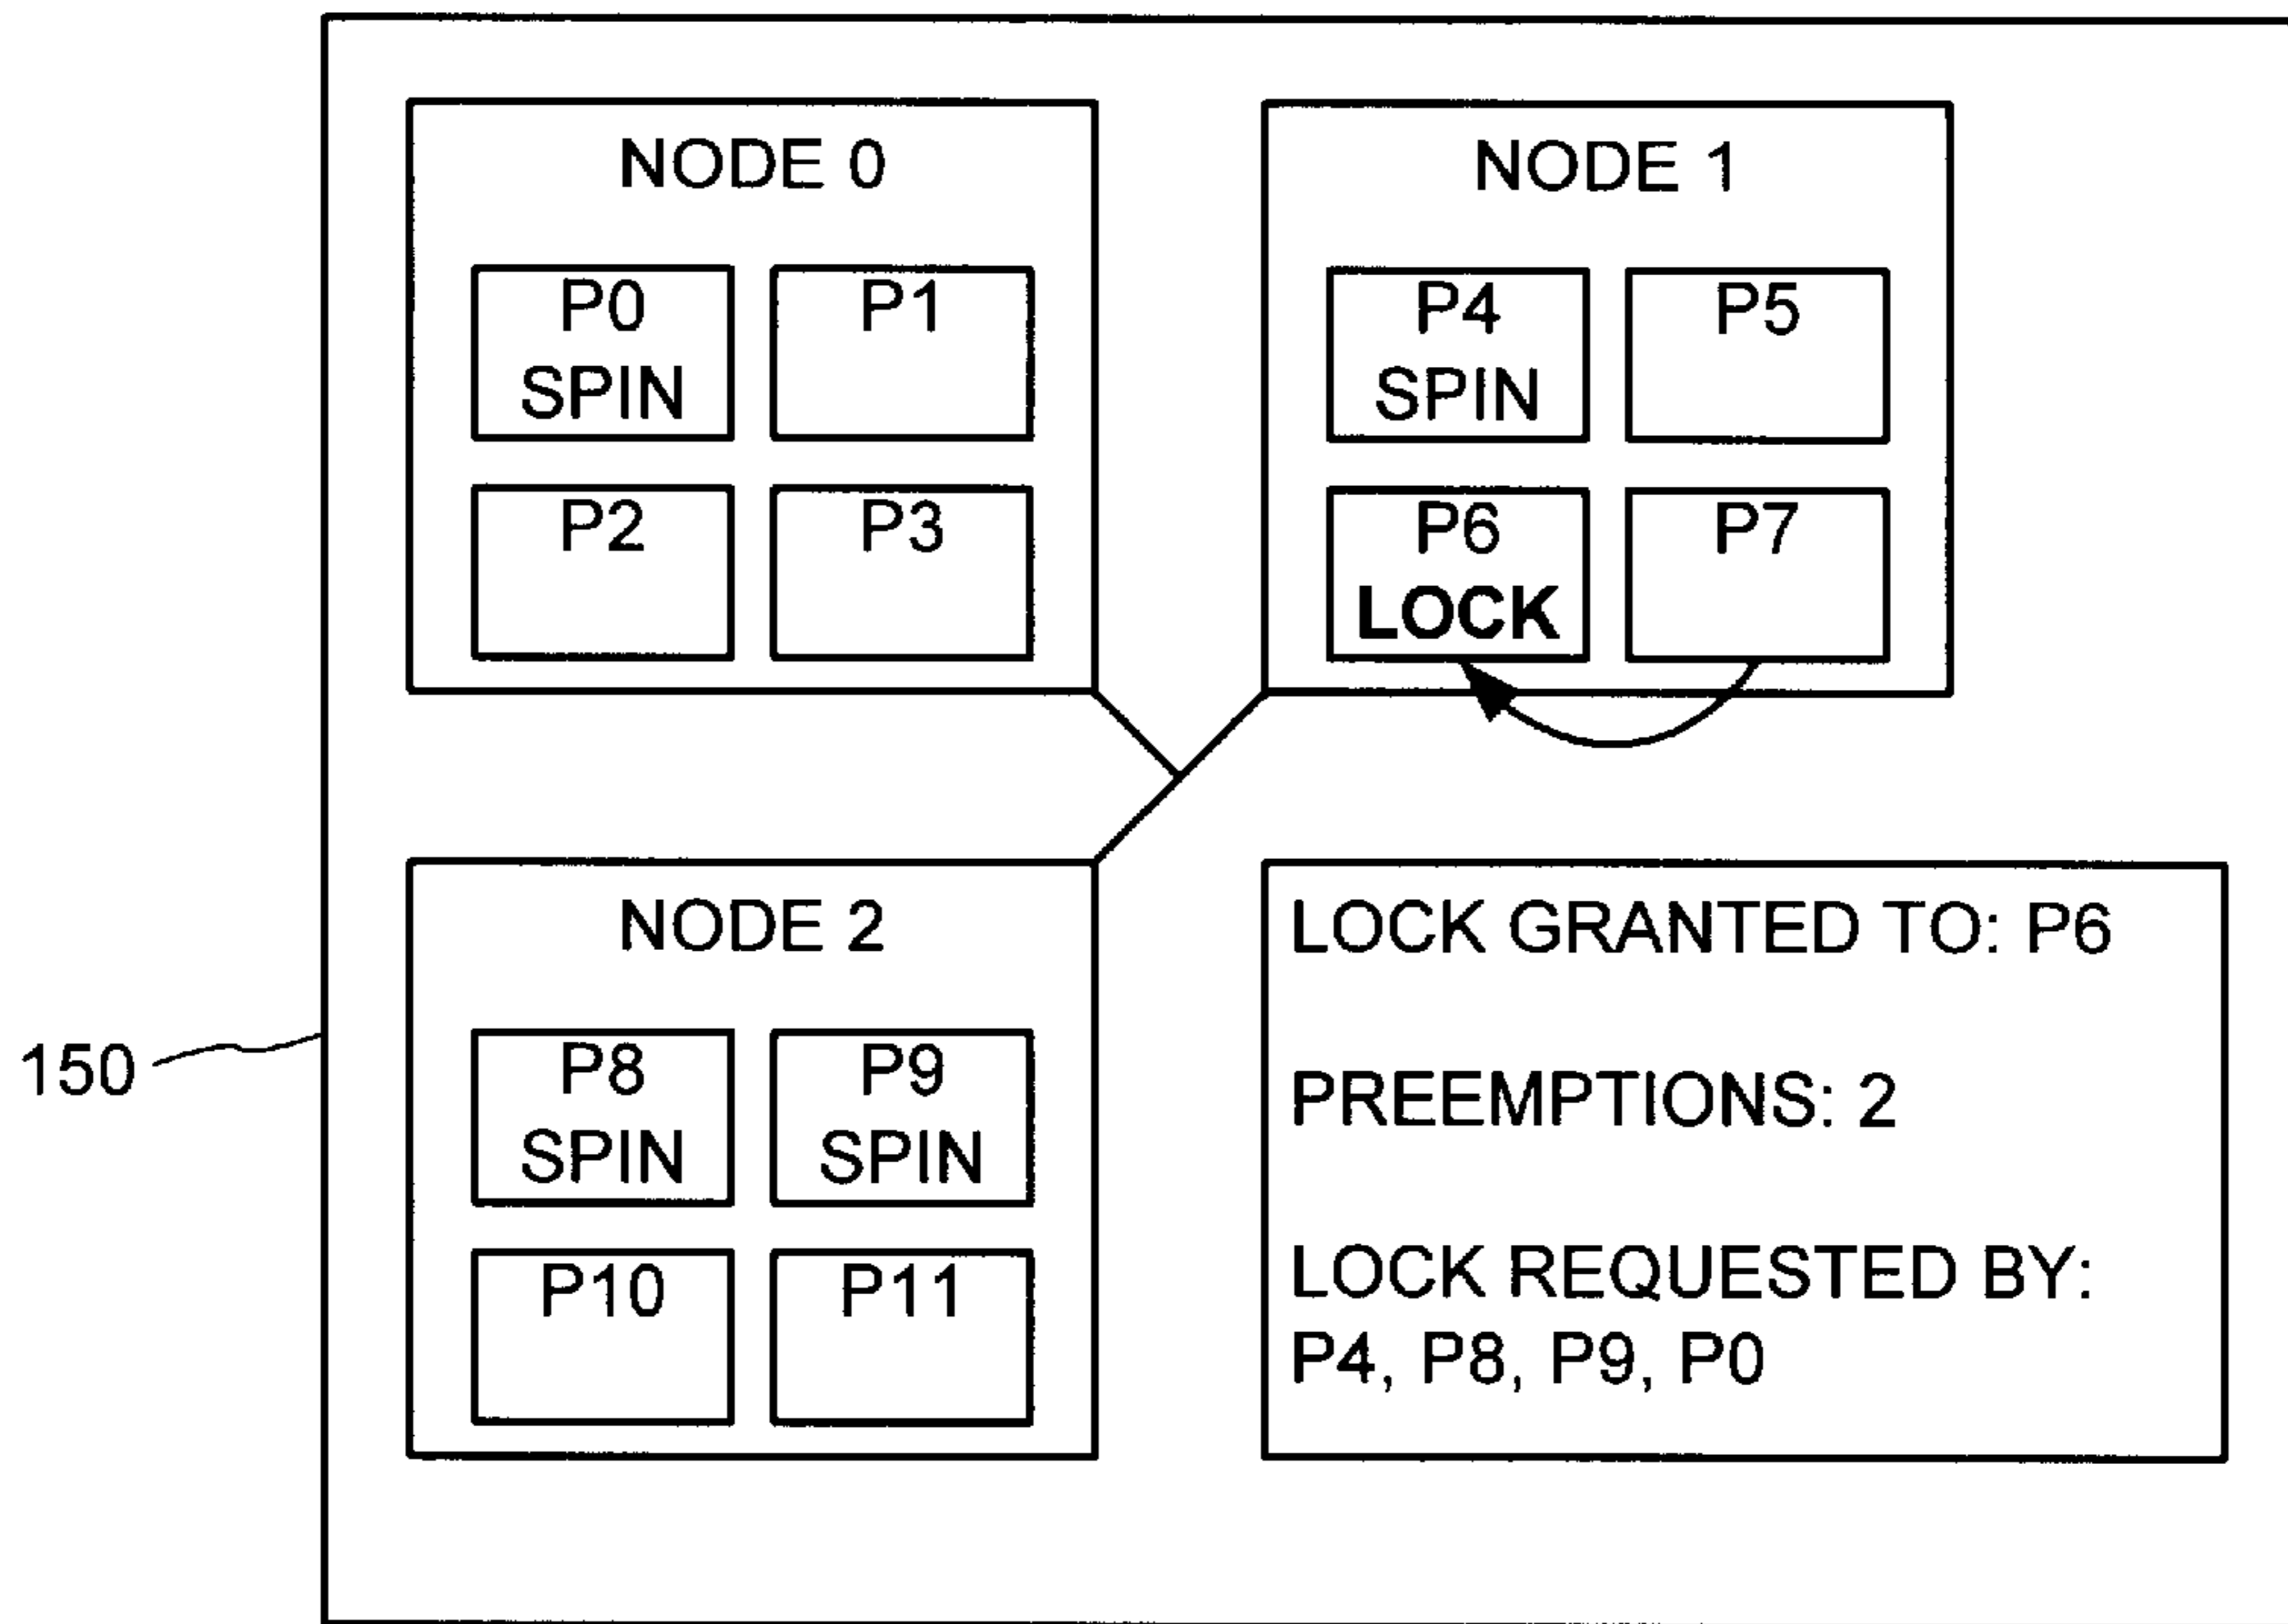 NODE 0
P0
SPIN
P1
P2
P3
NODE 1
P4
SPIN
P5
P6
LOCK
P7
150
NODE 2
P8
SPIN
P9
SPIN
P10
P11
LOCK GRANTED TO: P6
PREEMPTIONS: 2
LOCK REQUESTED BY:
P4, P8, P9, P0